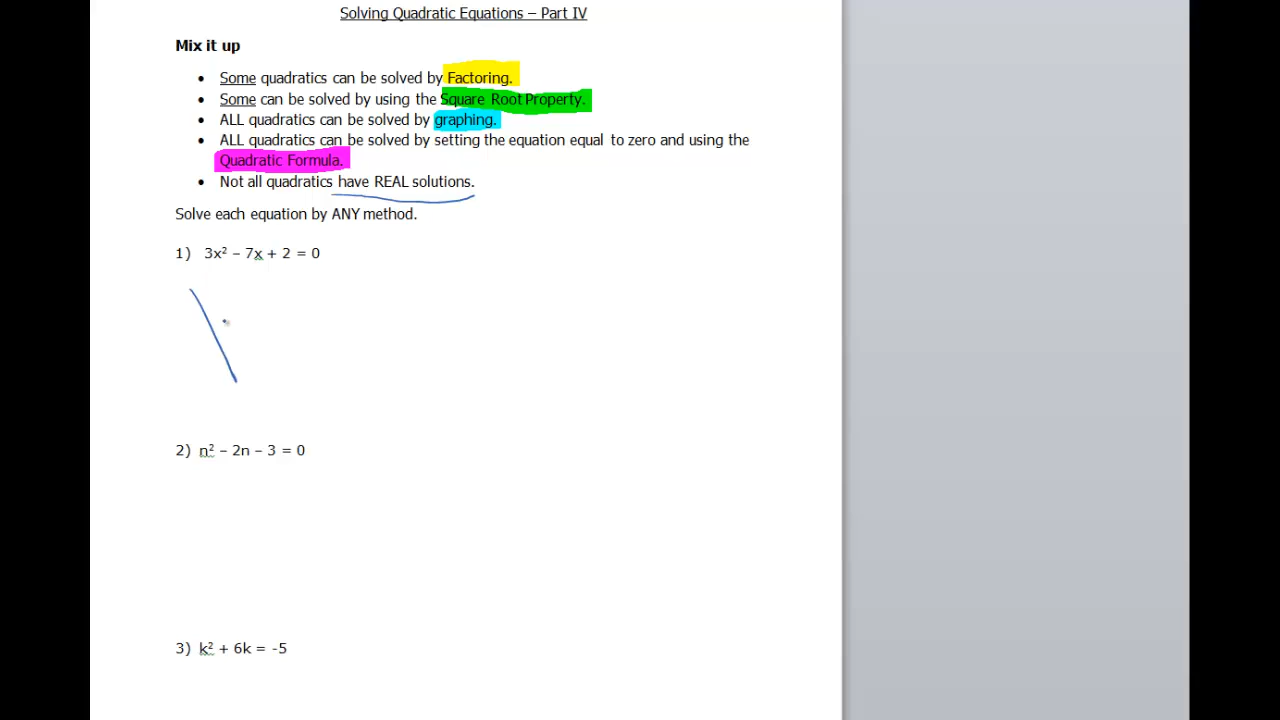 Solving Quadratic Equations – Part IV
Mix it up
• Some quadratics can be solved by Factoring.
• Some can be solved by using the Square Root Property.
• ALL quadratics can be solved by graphing.
• ALL quadratics can be solved by setting the equation equal to zero and using the
Quadratic Formula.
• Not all quadratics have REAL solutions.
Solve each equation by ANY method.
1) 3x² – 7x + 2 = 0
2) n² – 2n – 3 = 0
3) k² + 6k = -5